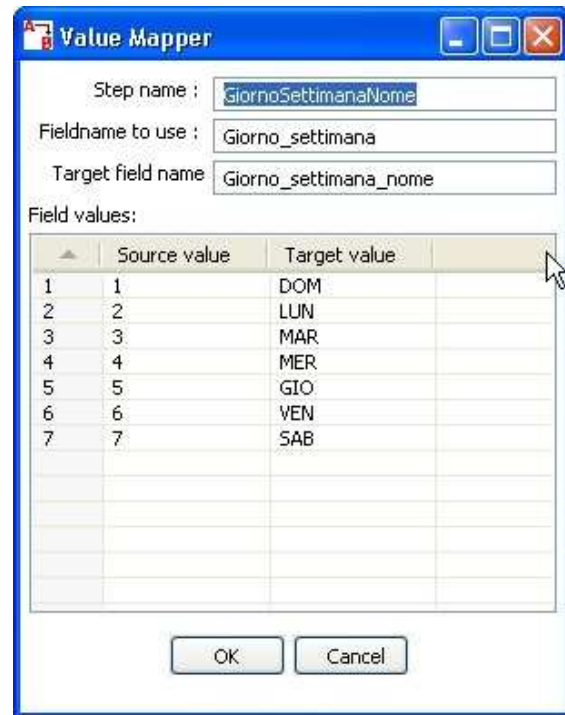 Value Mapper
Step name : GiornoSettimanaNome
Fieldname to use : Giorno_settimana
Target field name Giorno_settimana_nome
Field values:
Source value Target value
1 1 DOM
2 2 LUN
3 3 MAR
4 4 MER
5 5 GIO
6 6 VEN
7 7 SAB
OK Cancel